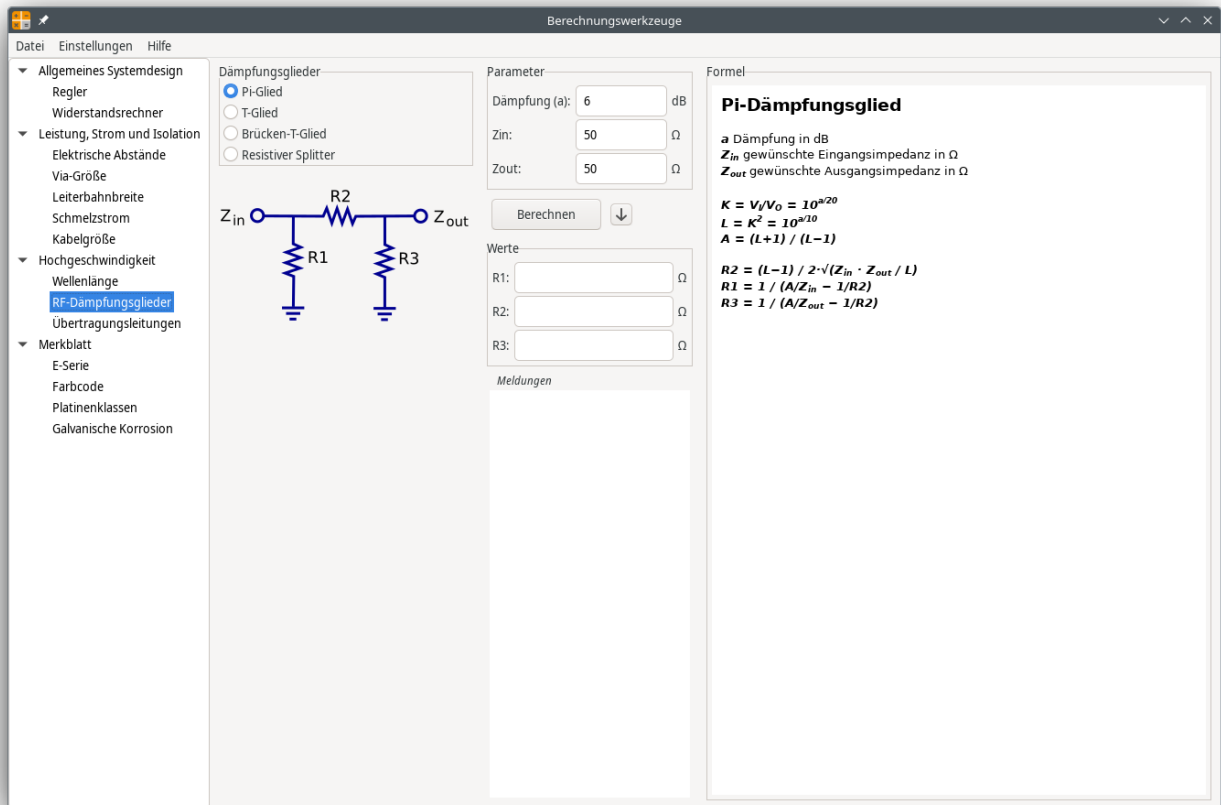 Berechnungswerkzeuge
Datei Einstellungen Hilfe
Allgemeines Systemdesign
Regler
Widerstandsrechner
Leistung, Strom und Isolation
Elektrische Abstände
Via-Größe
Leiterbahnbreite
Schmelzstrom
Kabelgröße
Hochgeschwindigkeit
Wellenlänge
RF-Dämpfungsglieder
Übertragungsleitungen
Merkblatt
E-Serie
Farbcode
Platinenklassen
Galvanische Korrosion
Dämpfungsglieder
Pi-Glied
T-Glied
Brücken-T-Glied
Resistiver Splitter
Zin R2 Zout
R1 R3
Parameter
Dämpfung (a): 6 dB
Zin: 50 Ω
Zout: 50 Ω
Berechnen
Werte
R1: Ω
R2: Ω
R3: Ω
Meldungen
Formel
Pi-Dämpfungsglied
a Dämpfung in dB
Zin gewünschte Eingangsimpedanz in Ω
Zout gewünschte Ausgangsimpedanz in Ω
K = VI/VO = 10^a/20
L = K² = 10^a/10
A = (L+1) / (L−1)
R2 = (L−1) / 2·√(Zin · Zout / L)
R1 = 1 / (A/Zin − 1/R2)
R3 = 1 / (A/Zout − 1/R2)